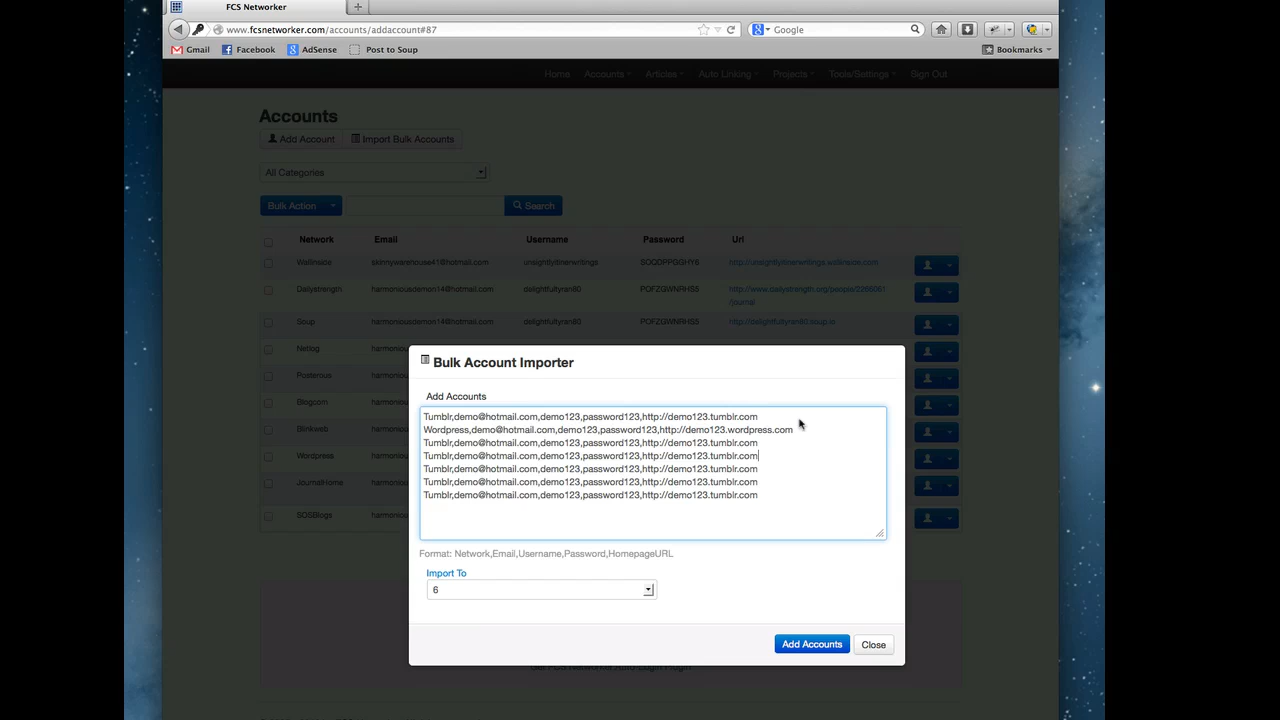 FCS Networker
www.fcsnetworker.com/accounts/addaccount#87
Google
Gmail Facebook AdSense Post to Soup Bookmarks
Home Accounts Articles Auto Linking Projects Tools/Settings Sign Out
Accounts
Add Account Import Bulk Accounts
All Categories
Bulk Action Search
Network Email Username Password Url
Wallinside skinnywarehouse41@hotmail.com unsightlyitinerwritings SOQDPPGGHY6 http://unsightlyitinerwritings.wallinside.com/
Dailystrength harmoniousdemon14@hotmail.com delightfultyran80 POFZGWNRHS5 http://www.dailystrength.org/people/2286061
/journal
Soup harmoniousdemon14@hotmail.com delightfultyran80 POFZGWNRHS5 http://delightfultyran80.soup.io
Netlog harmonio
Posterous harmonio
Blogcom harmonio
Blinkweb harmonio
Wordpress harmonio
JournalHome harmonio
SOSBlogs harmonio
Bulk Account Importer
Add Accounts
Tumblr,demo@hotmail.com,demo123,password123,http://demo123.tumblr.com
Wordpress,demo@hotmail.com,demo123,password123,http://demo123.wordpress.com
Tumblr,demo@hotmail.com,demo123,password123,http://demo123.tumblr.com
Tumblr,demo@hotmail.com,demo123,password123,http://demo123.tumblr.com
Tumblr,demo@hotmail.com,demo123,password123,http://demo123.tumblr.com
Tumblr,demo@hotmail.com,demo123,password123,http://demo123.tumblr.com
Tumblr,demo@hotmail.com,demo123,password123,http://demo123.tumblr.com
Format: Network,Email,Username,Password,HomepageURL
Import To
6
Add Accounts Close